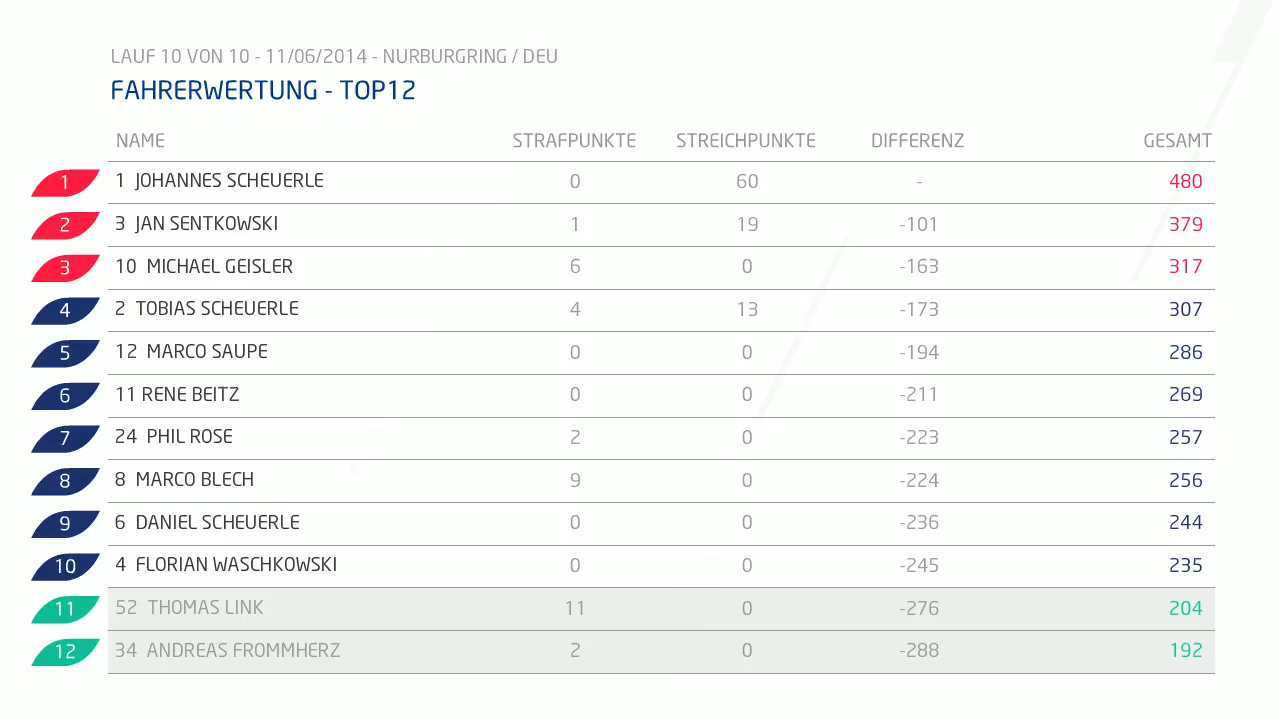 LAUF 10 VON 10 - 11/06/2014 - NURBURGRING / DEU
FAHRERWERTUNG - TOP12
NAME STRAFPUNKTE STREICHPUNKTE DIFFERENZ GESAMT
1 1 JOHANNES SCHEUERLE 0 60 - 480
2 3 JAN SENTKOWSKI 1 19 -101 379
3 10 MICHAEL GEISLER 6 0 -163 317
4 2 TOBIAS SCHEUERLE 4 13 -173 307
5 12 MARCO SAUPE 0 0 -194 286
6 11 RENE BEITZ 0 0 -211 269
7 24 PHIL ROSE 2 0 -223 257
8 8 MARCO BLECH 9 0 -224 256
9 6 DANIEL SCHEUERLE 0 0 -236 244
10 4 FLORIAN WASCHKOWSKI 0 0 -245 235
11 52 THOMAS LINK 11 0 -276 204
12 34 ANDREAS FROMMHERZ 2 0 -288 192